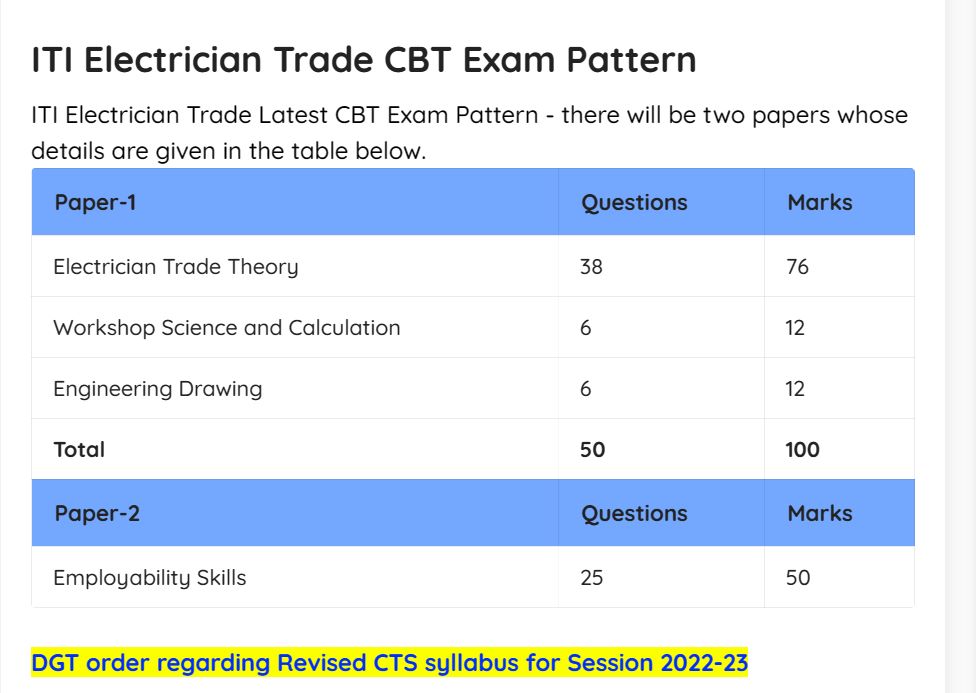 ITI Electrician Trade CBT Exam Pattern
ITI Electrician Trade Latest CBT Exam Pattern - there will be two papers whose
details are given in the table below.
Paper-1 Questions Marks
Electrician Trade Theory 38 76
Workshop Science and Calculation 6 12
Engineering Drawing 6 12
Total 50 100
Paper-2 Questions Marks
Employability Skills 25 50
DGT order regarding Revised CTS syllabus for Session 2022-23